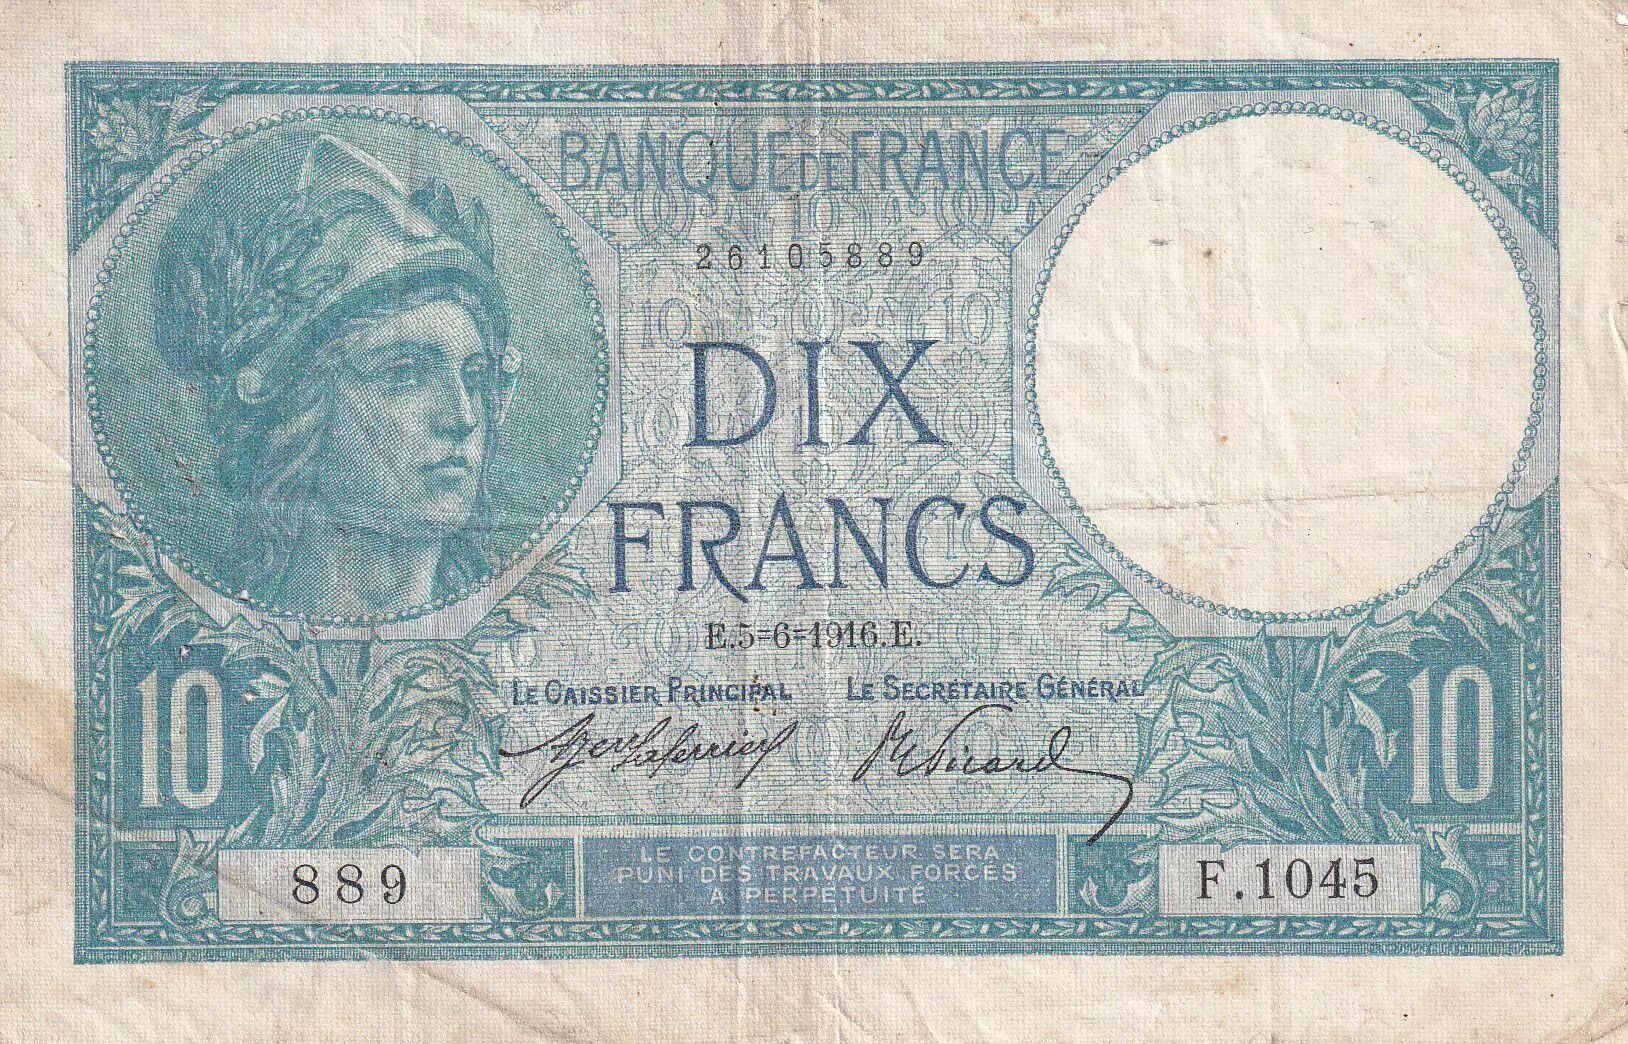 BANQUE DE FRANCE
26105889
DIX
FRANCS
E.5=6=1916.E.
LE CAISSIER PRINCIPAL
LE SECRÉTAIRE GÉNÉRAL
Picard
10
10
889
LE CONTREFACTEUR SERA
PUNI DES TRAVAUX FORCÉS
A PERPÉTUITÉ
F.1045